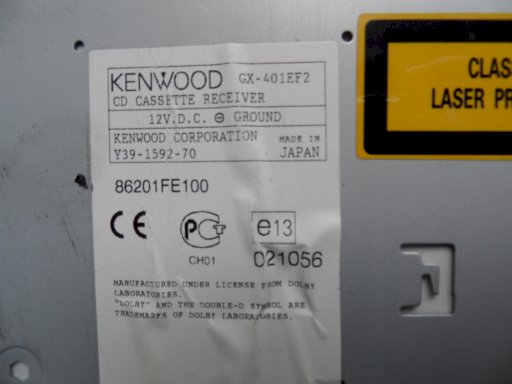 KENWOOD GX-401EF2
CD CASSETTE RECEIVER
12V.D.C. ⊖ GROUND
KENWOOD CORPORATION MADE IN
Y39-1592-70 JAPAN
86201FE100
CE PCT e13
CH01 021056
MANUFACTURED UNDER LICENSE FROM DOLBY
LABORATORIES.
"DOLBY" AND THE DOUBLE-D SYMBOL ARE
TRADEMARKS OF DOLBY LABORATORIES.
CLAS
LASER PR